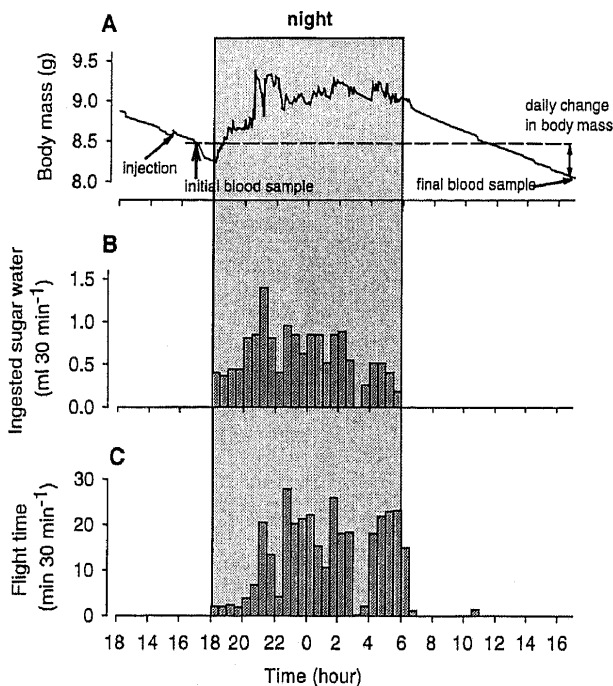 night
A
Body mass (g)
9.5
9.0
8.5
8.0
injection
initial blood sample
daily change
in body mass
final blood sample
B
Ingested sugar water
(ml 30 min⁻¹)
1.5
1.0
0.5
0.0
C
Flight time
(min 30 min⁻¹)
30
20
10
0
18 10 12 14 16 18 20 22 0 2 4 6 8 10 12 14 16
Time (hour)